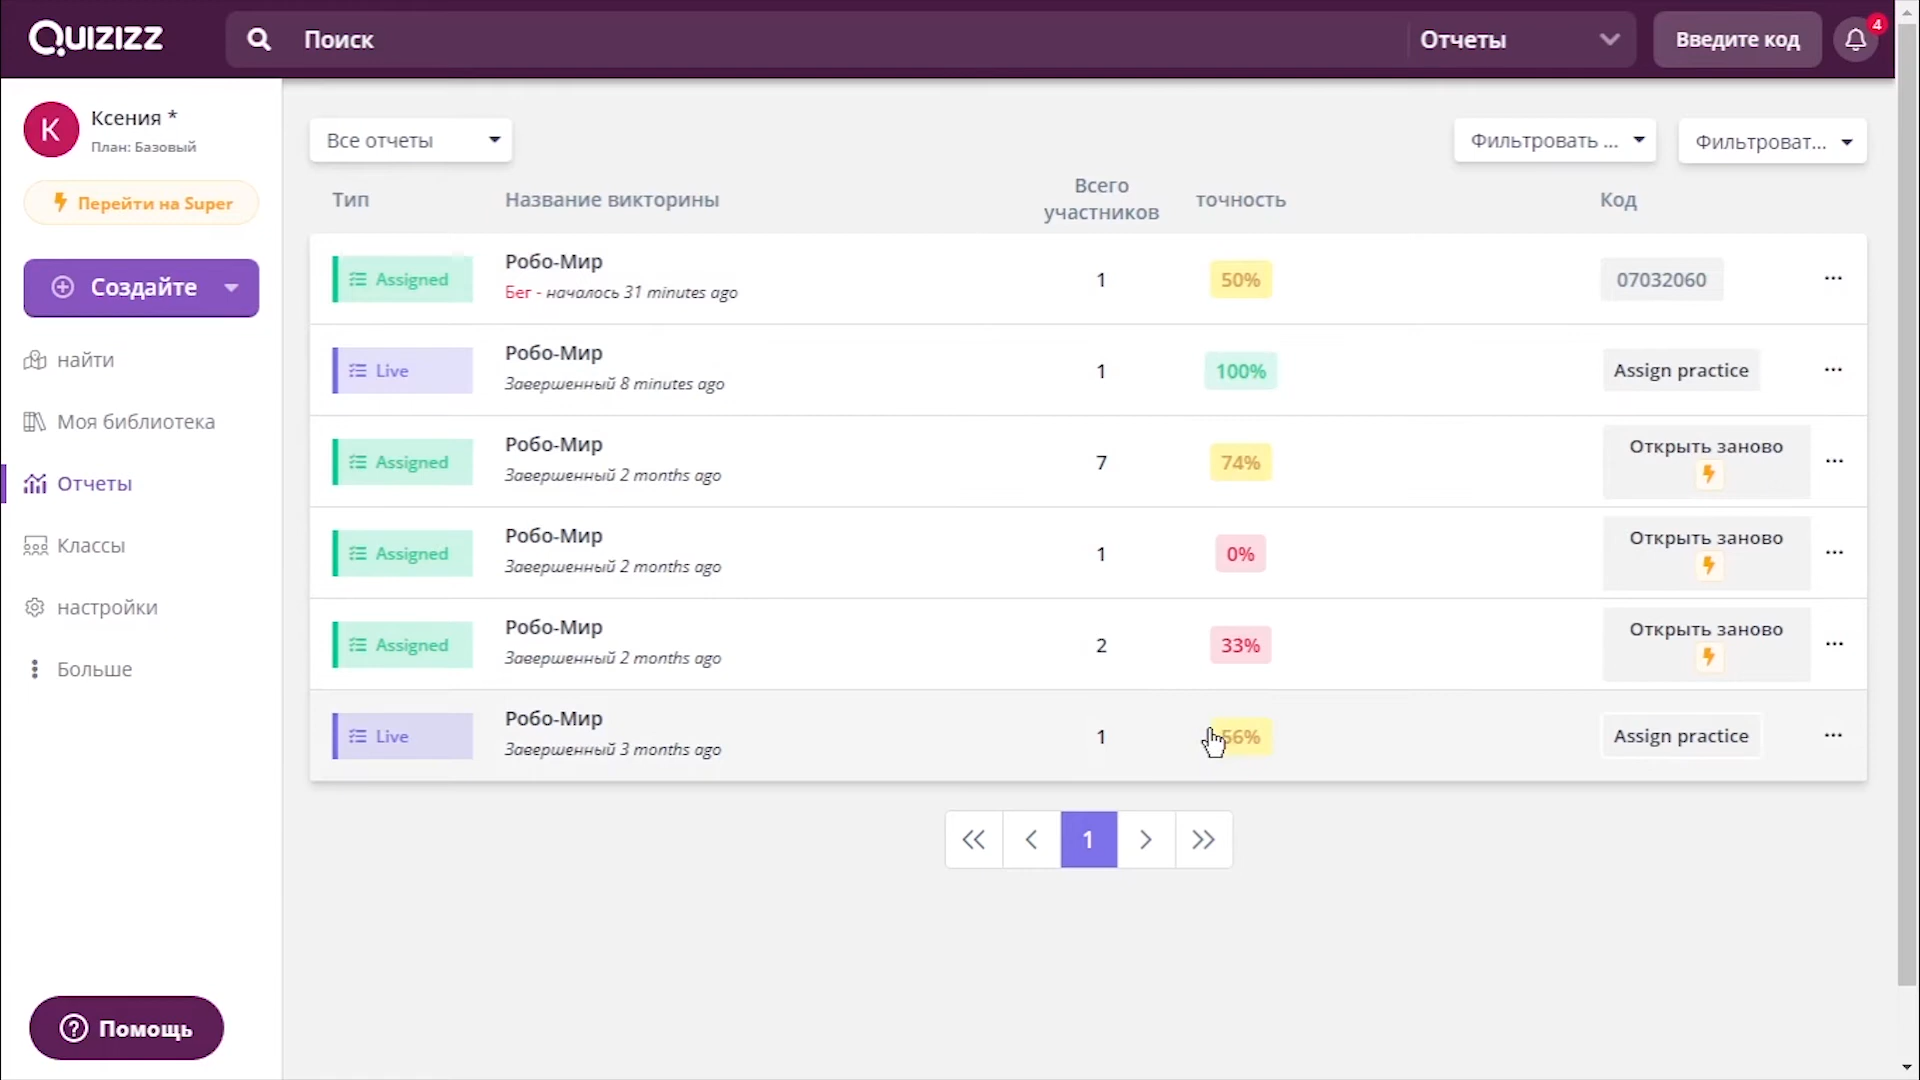 Quizizz
Поиск
Отчеты
Введите код
4
К
Ксения *
План: Базовый
Перейти на Super
Создайте
найти
Моя библиотека
Отчеты
Классы
настройки
Больше
Помощь
Все отчеты
Фильтровать ...
Фильтроват...
Тип
Название викторины
Всего
участников
точность
Код
Assigned
Робо-Мир
Бег - началось 31 minutes ago
1
50%
07032060
...
Live
Робо-Мир
Завершенный 8 minutes ago
1
100%
Assign practice
...
Assigned
Робо-Мир
Завершенный 2 months ago
7
74%
Открыть заново
...
Assigned
Робо-Мир
Завершенный 2 months ago
1
0%
Открыть заново
...
Assigned
Робо-Мир
Завершенный 2 months ago
2
33%
Открыть заново
...
Live
Робо-Мир
Завершенный 3 months ago
1
56%
Assign practice
...
1